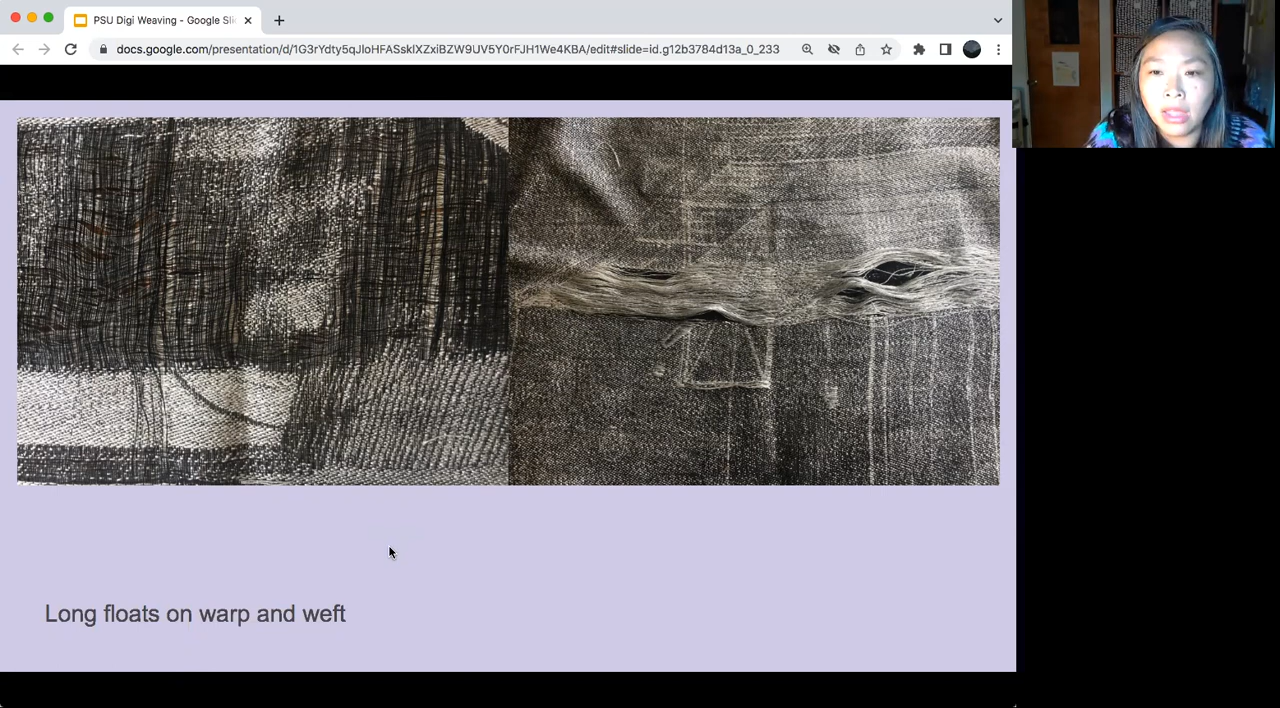 PSU Digi Weaving - Google Sli
docs.google.com/presentation/d/1G3rYdty5qJloHFASsklXZxiBZW9UV5Y0rFJH1We4KBA/edit#slide=id.g12b3784d13a_0_233
Long floats on warp and weft